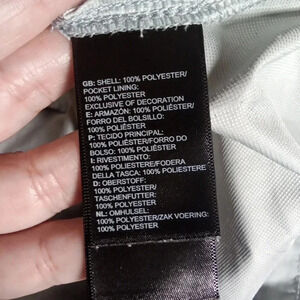 GB: SHELL: 100% POLYESTER/
POCKET LINING:
100% POLYESTER
EXCLUSIVE OF DECORATION
E: ARMAZÓN: 100% POLIÉSTER/
FORRO DEL BOLSILLO:
100% POLIÉSTER
P: TECIDO PRINCIPAL:
100% POLIÉSTER/FORRO DO
BOLSO: 100% POLIÉSTER
I: RIVESTIMENTO:
100% POLIESTERE/FODERA
DELLA TASCA: 100% POLIESTERE
D: OBERSTOFF:
100% POLYESTER/
TASCHENFUTTER:
100% POLYESTER
NL: OMHULSEL:
100% POLYESTER/ZAK VOERING:
100% POLYESTER